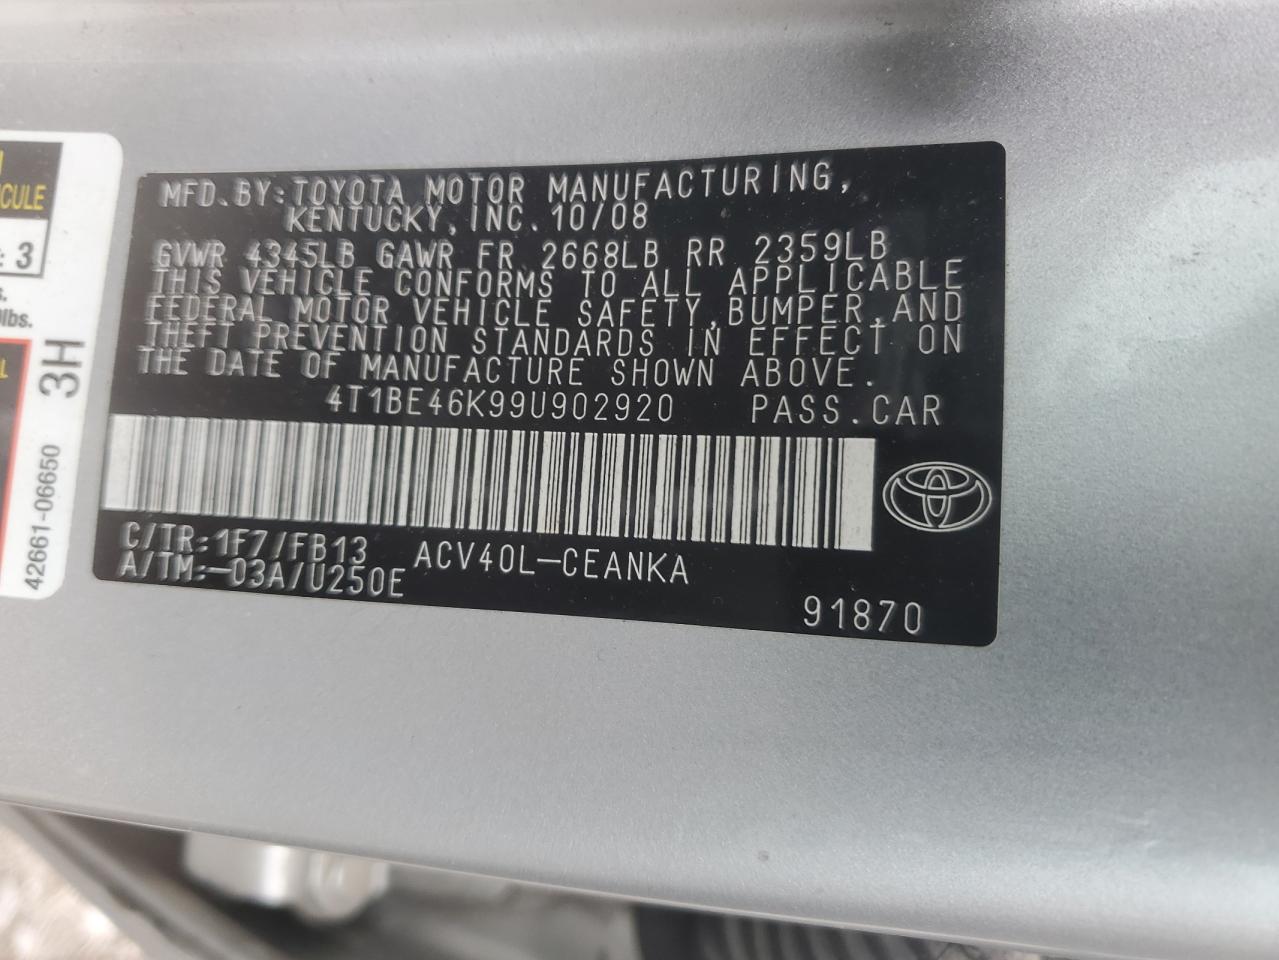 CULE
: 3
s.
lbs.
L
3H
42661-06650
MFD.BY:TOYOTA MOTOR MANUFACTURING,
KENTUCKY,INC. 10/08
GVWR 4345LB GAWR FR 2668LB RR 2359LB
THIS VEHICLE CONFORMS TO ALL APPLICABLE
FEDERAL MOTOR VEHICLE SAFETY,BUMPER,AND
THEFT PREVENTION STANDARDS IN EFFECT ON
THE DATE OF MANUFACTURE SHOWN ABOVE.
4T1BE46K99U902920 PASS.CAR
C/TR:1F7/FB13 ACV40L-CEANKA
A/TM:-03A/U250E
91870